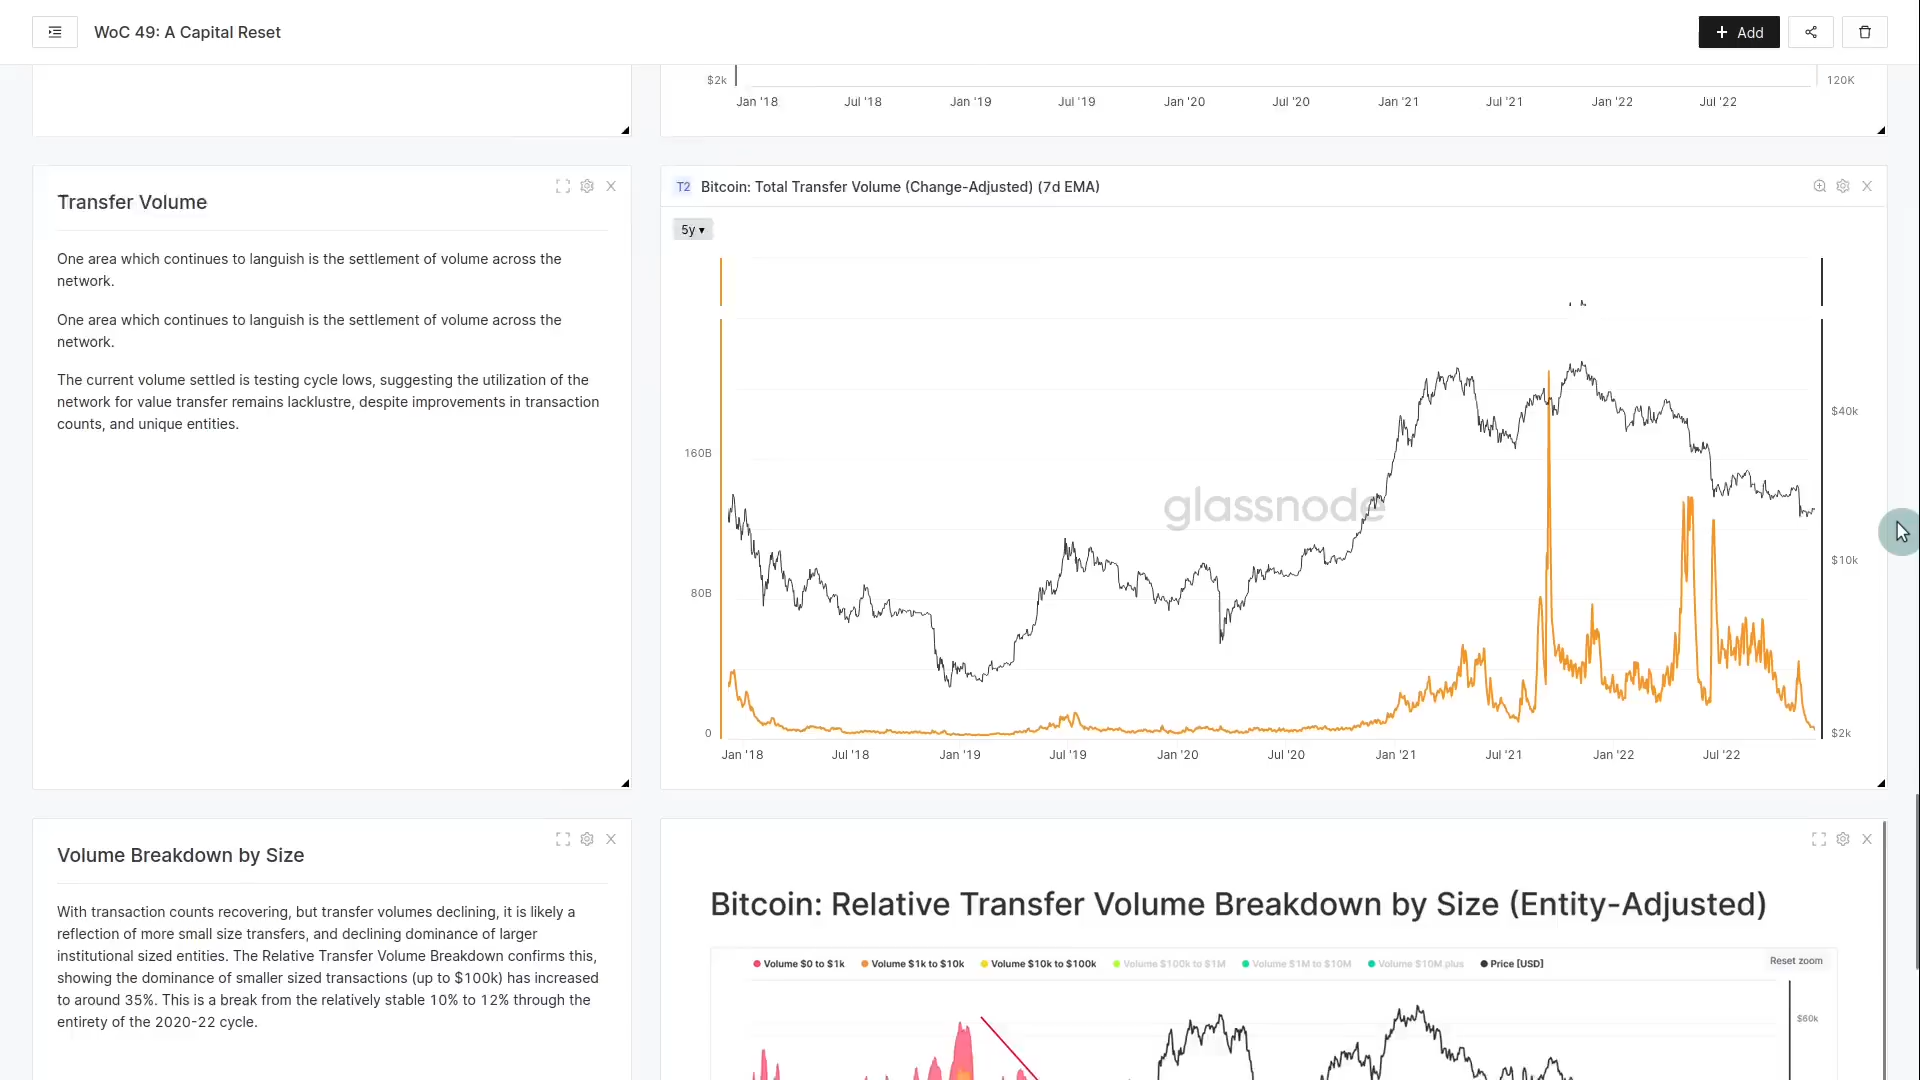 WoC 49: A Capital Reset
+ Add
$2k
120K
Jan '18 Jul '18 Jan '19 Jul '19 Jan '20 Jul '20 Jan '21 Jul '21 Jan '22 Jul '22
Transfer Volume
One area which continues to languish is the settlement of volume across the
network.
One area which continues to languish is the settlement of volume across the
network.
The current volume settled is testing cycle lows, suggesting the utilization of the
network for value transfer remains lacklustre, despite improvements in transaction
counts, and unique entities.
T2 Bitcoin: Total Transfer Volume (Change-Adjusted) (7d EMA)
5y ▾
160B
80B
0
glassnode
$40k
$10k
$2k
Jan '18 Jul '18 Jan '19 Jul '19 Jan '20 Jul '20 Jan '21 Jul '21 Jan '22 Jul '22
Volume Breakdown by Size
With transaction counts recovering, but transfer volumes declining, it is likely a
reflection of more small size transfers, and declining dominance of larger
institutional sized entities. The Relative Transfer Volume Breakdown confirms this,
showing the dominance of smaller sized transactions (up to $100k) has increased
to around 35%. This is a break from the relatively stable 10% to 12% through the
entirety of the 2020-22 cycle.
Bitcoin: Relative Transfer Volume Breakdown by Size (Entity-Adjusted)
Volume $0 to $1k Volume $1k to $10k Volume $10k to $100k Volume $100k to $1M Volume $1M to $10M Volume $10M plus Price [USD]
Reset zoom
$60k